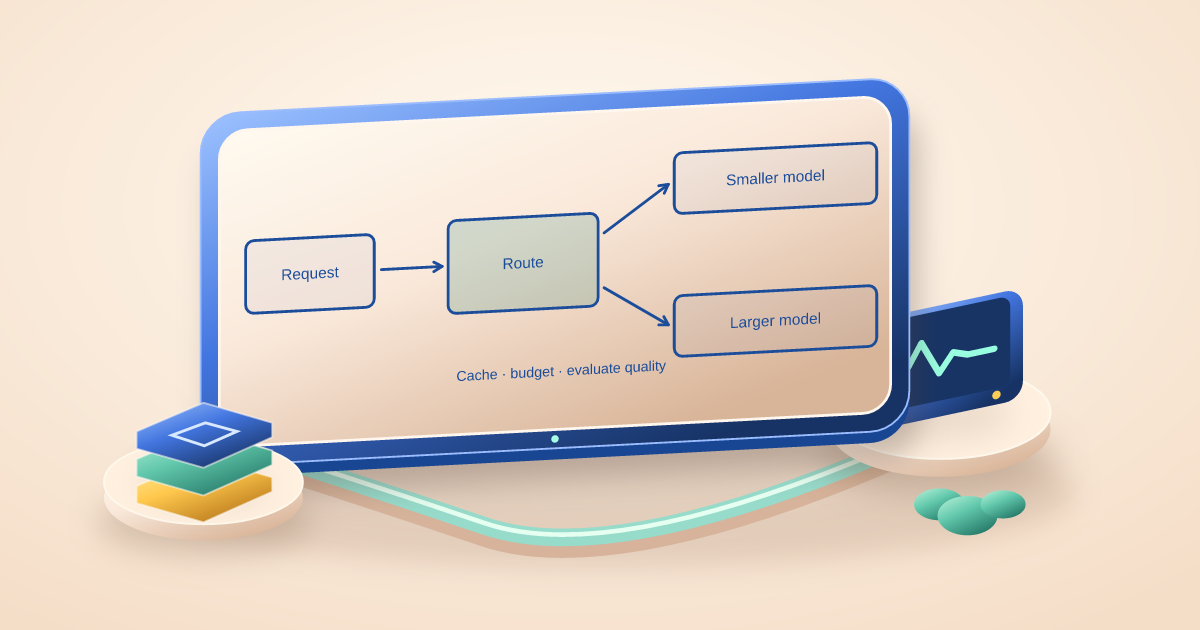 Request
Route
Smaller model
Larger model
Cache · budget · evaluate quality